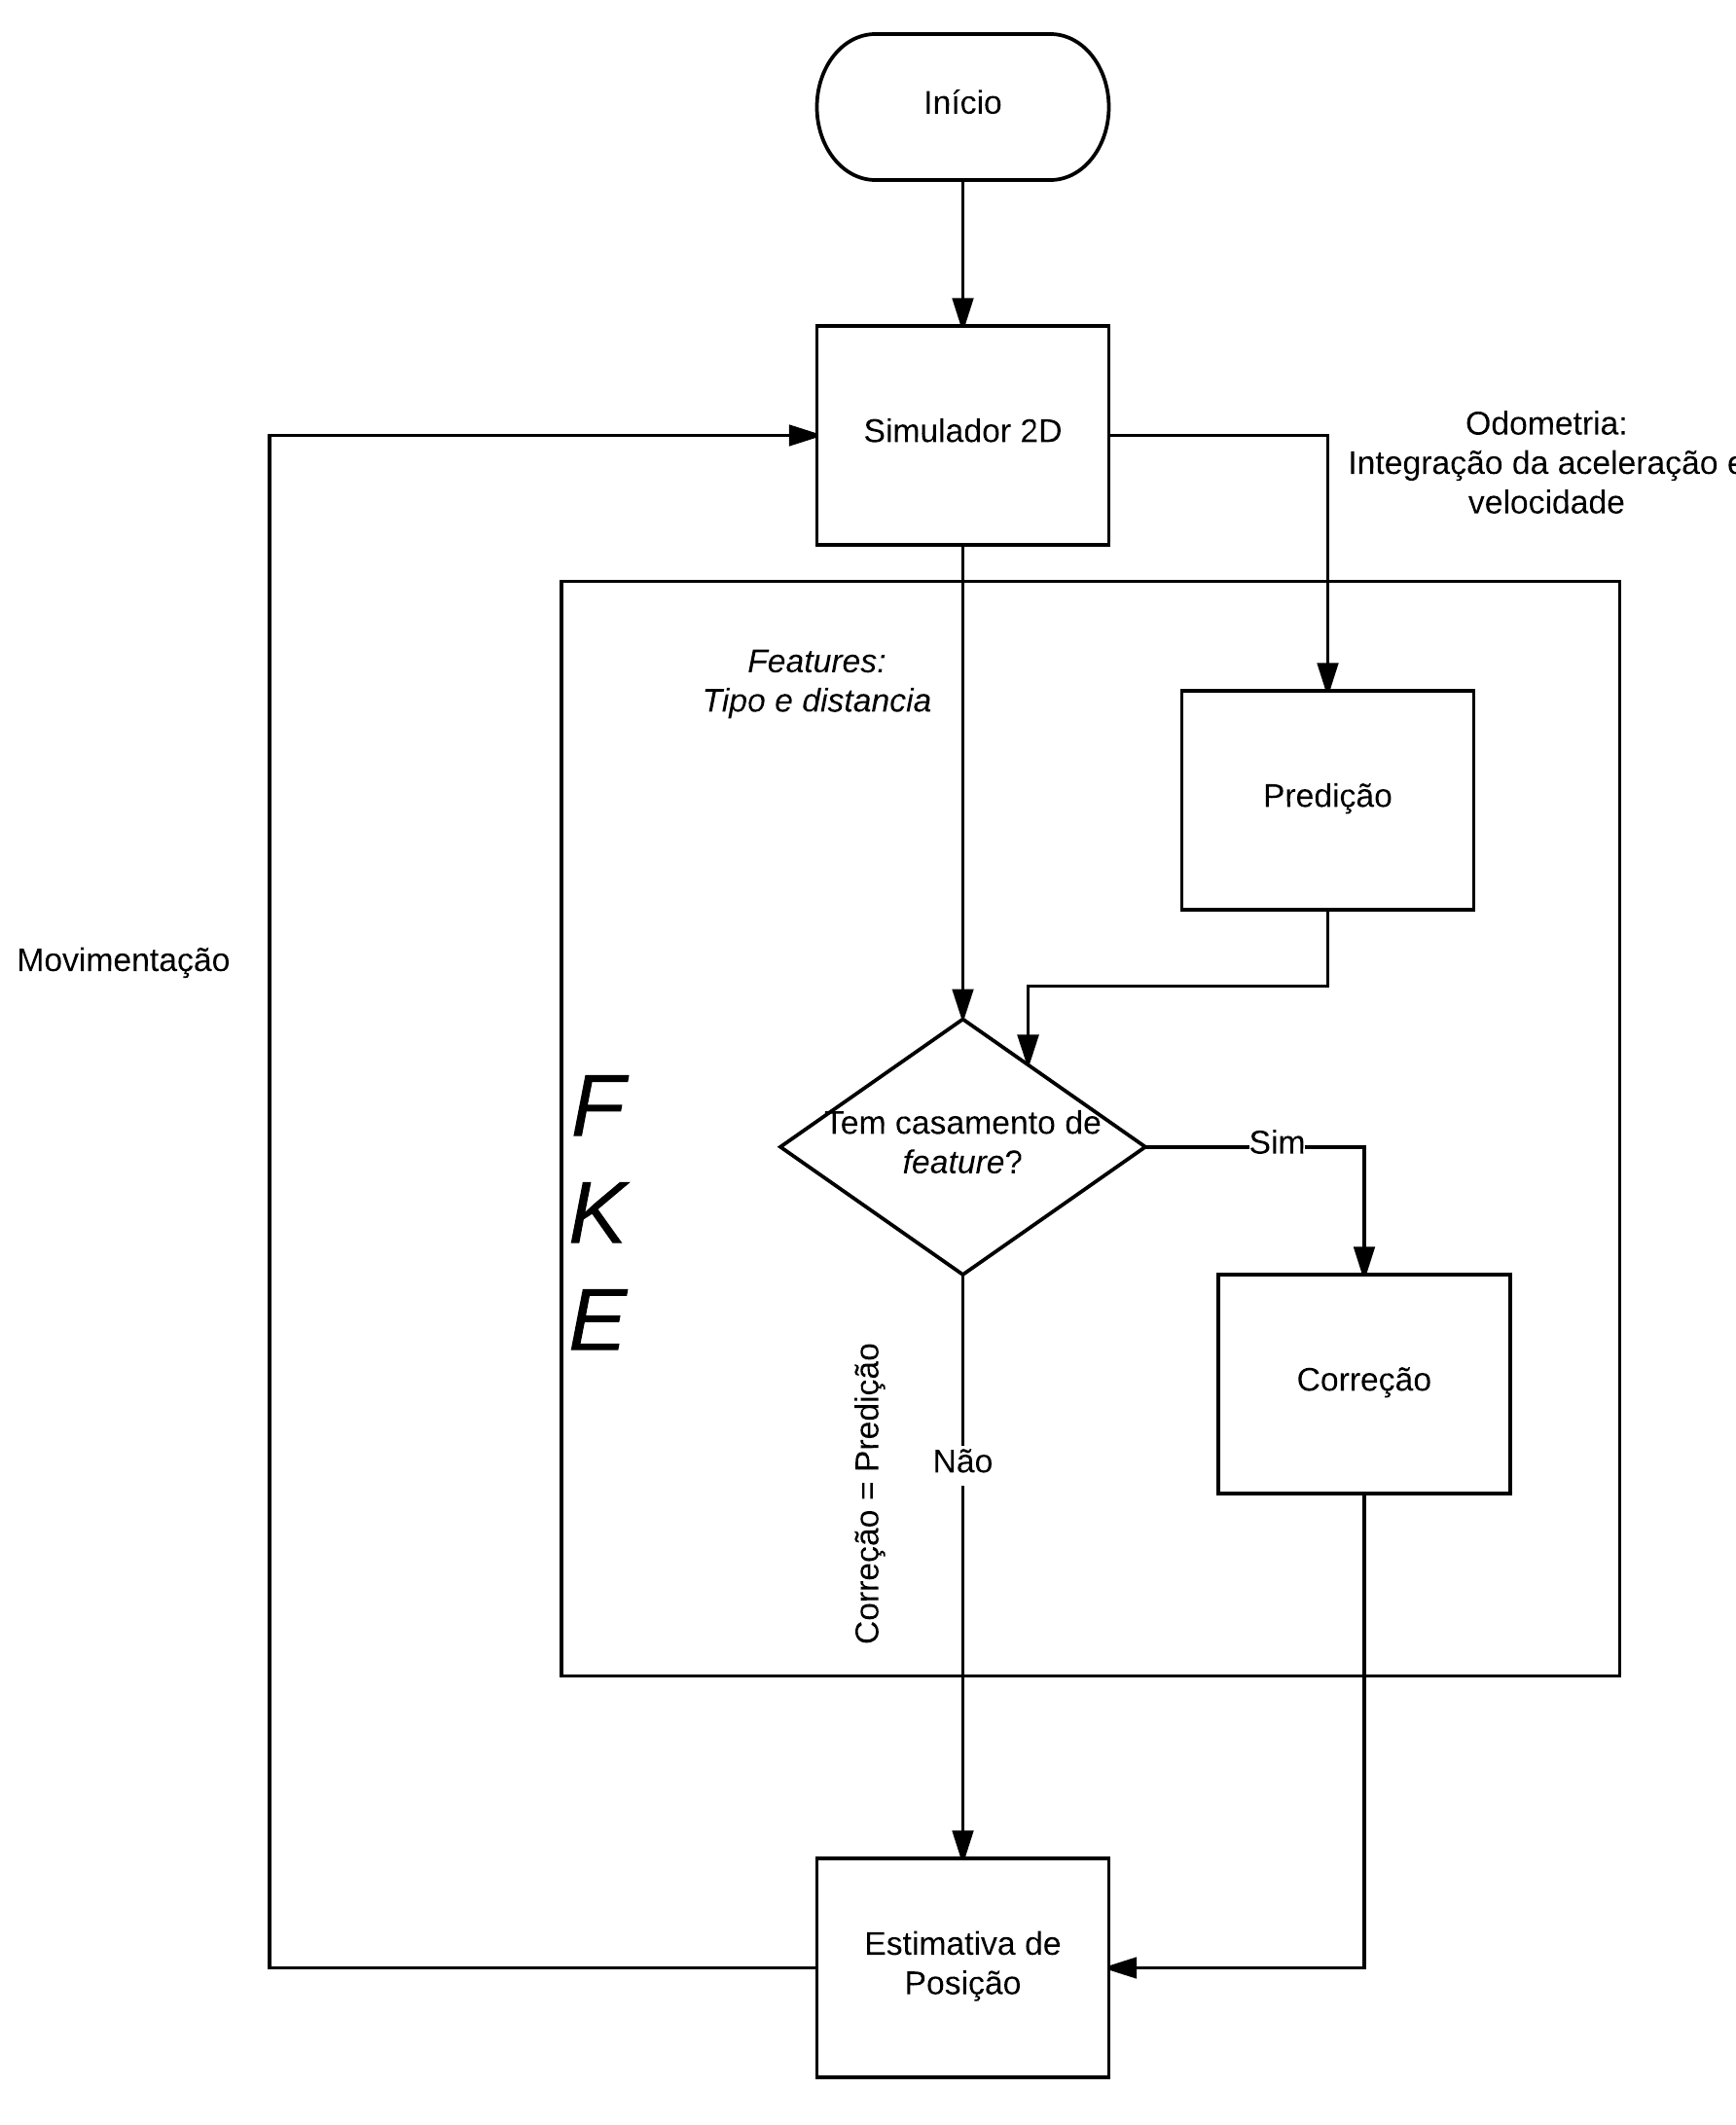 Início
Simulador 2D
Odometria:
Integração da aceleração e
velocidade
Features:
Tipo e distancia
Predição
Movimentação
F
K
E
Tem casamento de
feature?
Sim
Correção
Correção = Predição
Não
Estimativa de
Posição